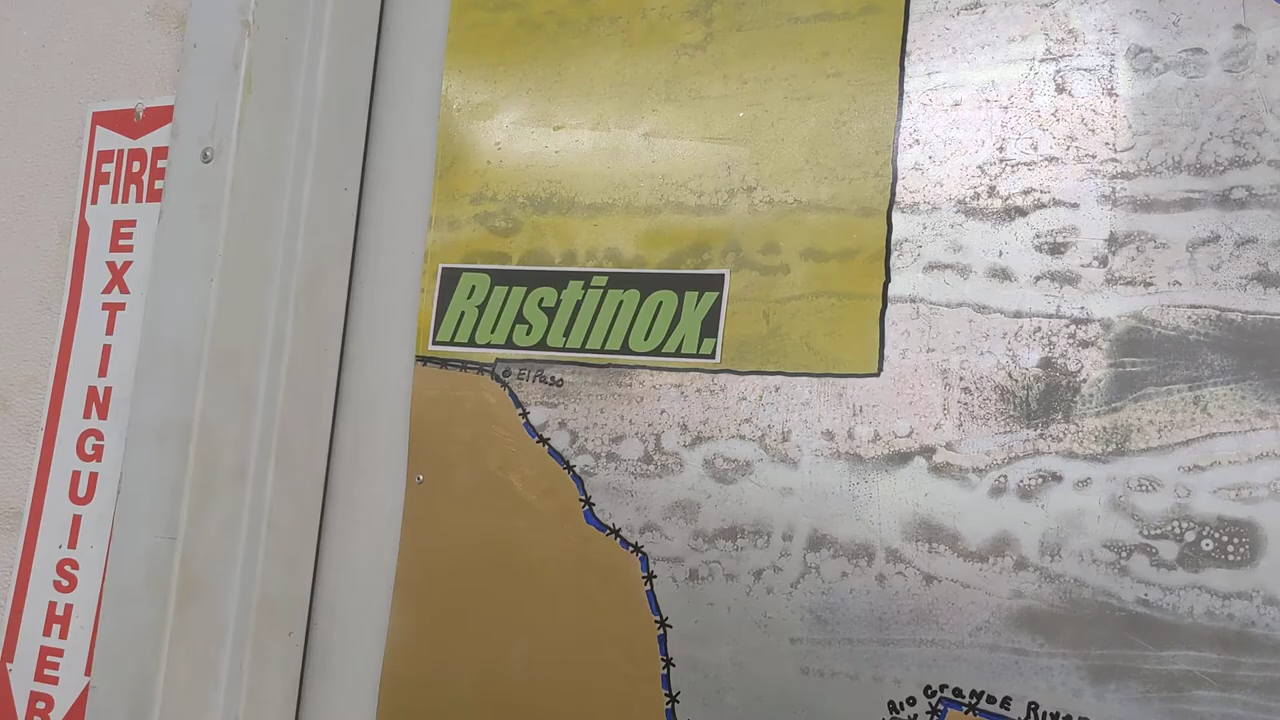 FIRE
EXTINGUISHER
Rustinox.
El Paso
Rio GranDE River